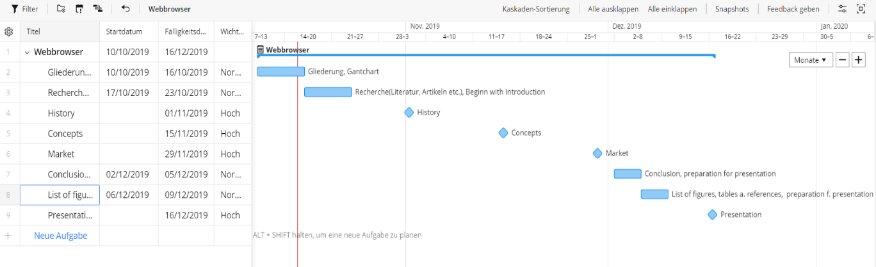 Filter Webbrowser Kaskaden-Sortierung Alle ausklappen Alle einklappen Snapshots Feedback geben
Titel Startdatum Fälligkeitsd... Wicht... Nov. 2019 Dez. 2019 Jan. 2020
7-13 14-20 28-3 4-10 11-17 18-24 25-1 2-8 9-15 16-22 23-29 30-5 6-
1 Webbrowser 10/10/2019 16/12/2019 Webbrowser
Monate
2 Gliederun... 10/10/2019 16/10/2019 Nor... Gliederung, Gantchart
3 Recherch... 17/10/2019 23/10/2019 Nor... Recherche(Literatur. Artikeln etc.), Beginn with Introduction
4 History 01/11/2019 Hoch History
5 Concepts 15/11/2019 Hoch Concepts
6 Market 29/11/2019 Hoch Market
7 Conclusio... 02/12/2019 05/12/2019 Nor... Conclusion, preparation for presentation
8 List of figu... 06/12/2019 09/12/2019 Nor... List of figures, tables a. references, preparation f. presentation
9 Presentati... 16/12/2019 Hoch Presentation
+ Neue Aufgabe ALT + SHIFT halten, um eine neue Aufgabe zu planen